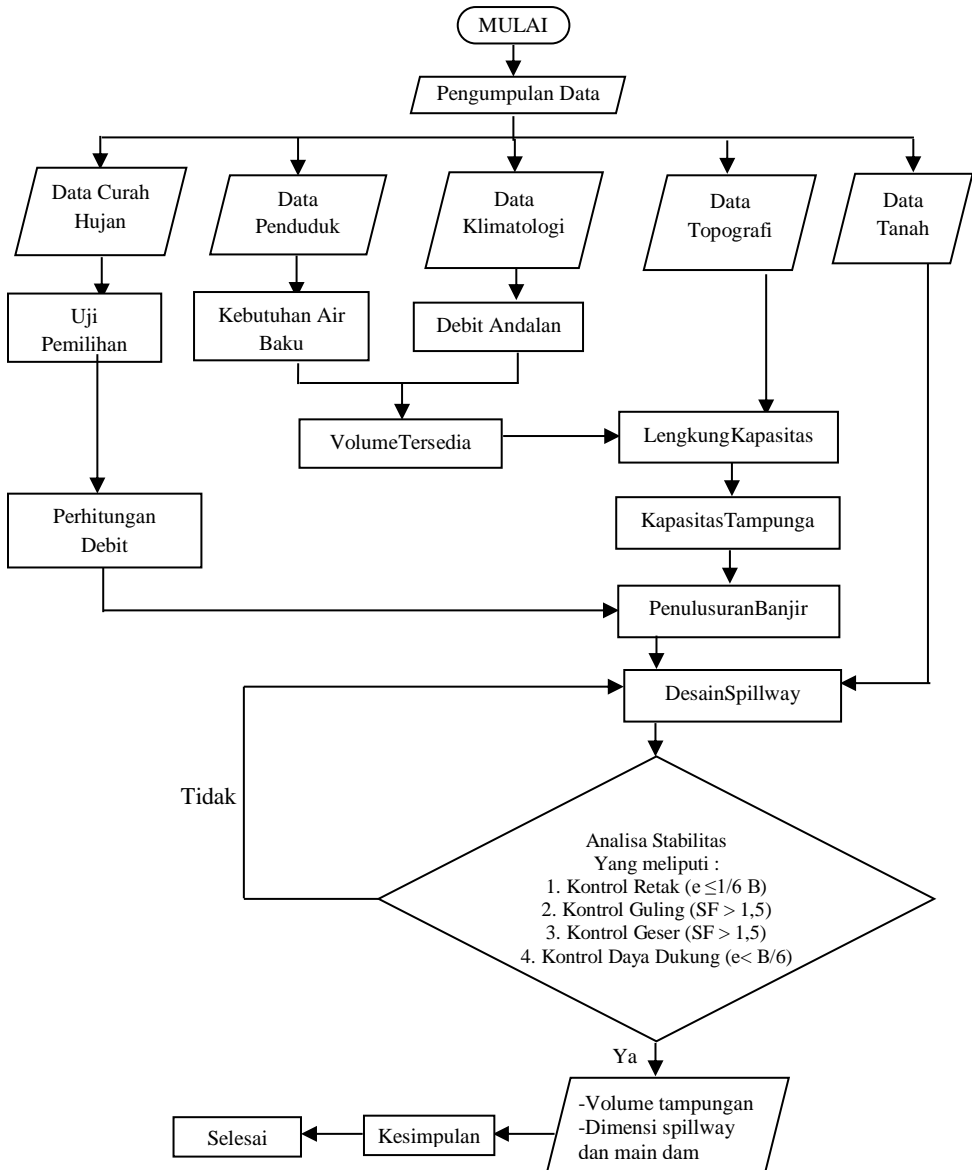 MULAI
Pengumpulan Data
Data Curah
Hujan
Data
Penduduk
Data
Klimatologi
Data
Topografi
Data
Tanah
Uji
Pemilihan
Kebutuhan Air
Baku
Debit Andalan
VolumeTersedia
LengkungKapasitas
Perhitungan
Debit
KapasitasTampunga
PenulusuranBanjir
DesainSpillway
Tidak
Analisa Stabilitas
Yang meliputi :
1. Kontrol Retak (e ≤1/6 B)
2. Kontrol Guling (SF > 1,5)
3. Kontrol Geser (SF > 1,5)
4. Kontrol Daya Dukung (e< B/6)
Ya
-Volume tampungan
-Dimensi spillway
dan main dam
Kesimpulan
Selesai